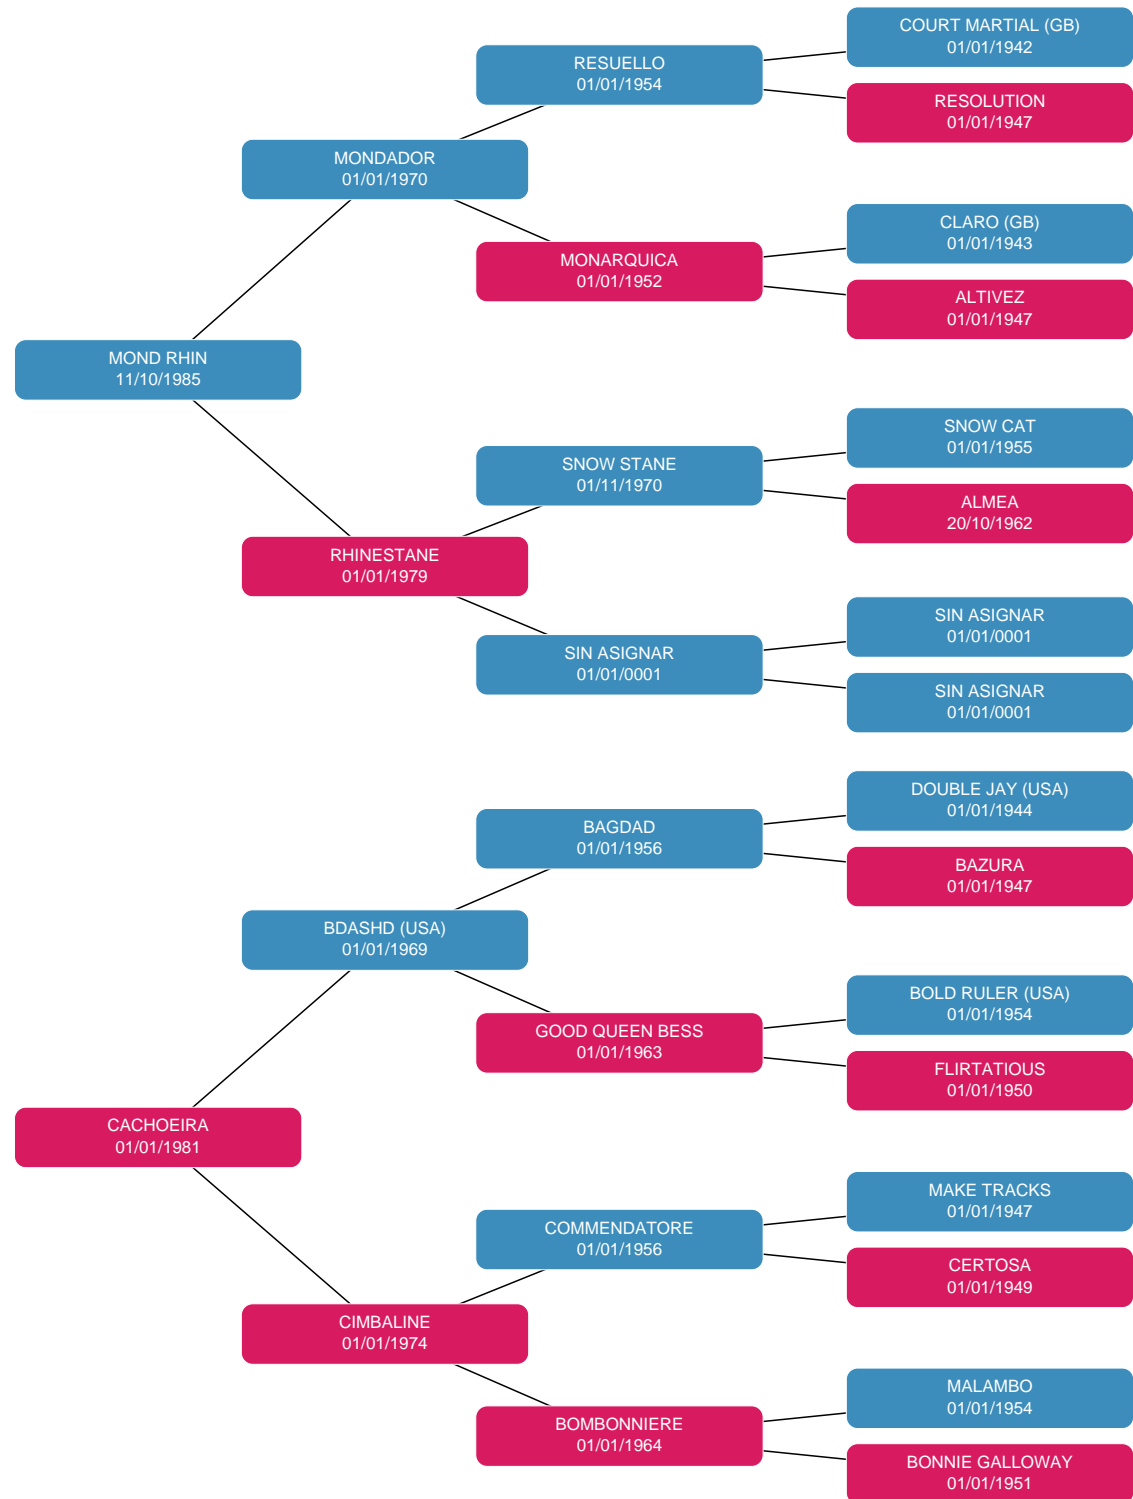 COURT MARTIAL (GB)
01/01/1942
RESUELLO
01/01/1954
RESOLUTION
01/01/1947
MONDADOR
01/01/1970
CLARO (GB)
01/01/1943
MONARQUICA
01/01/1952
ALTIVEZ
01/01/1947
MOND RHIN
11/10/1985
SNOW CAT
01/01/1955
SNOW STANE
01/11/1970
ALMEA
20/10/1962
RHINESTANE
01/01/1979
SIN ASIGNAR
01/01/0001
SIN ASIGNAR
01/01/0001
SIN ASIGNAR
01/01/0001
DOUBLE JAY (USA)
01/01/1944
BAGDAD
01/01/1956
BAZURA
01/01/1947
BDASHD (USA)
01/01/1969
BOLD RULER (USA)
01/01/1954
GOOD QUEEN BESS
01/01/1963
FLIRTATIOUS
01/01/1950
CACHOEIRA
01/01/1981
MAKE TRACKS
01/01/1947
COMMENDATORE
01/01/1956
CERTOSA
01/01/1949
CIMBALINE
01/01/1974
MALAMBO
01/01/1954
BOMBONNIERE
01/01/1964
BONNIE GALLOWAY
01/01/1951